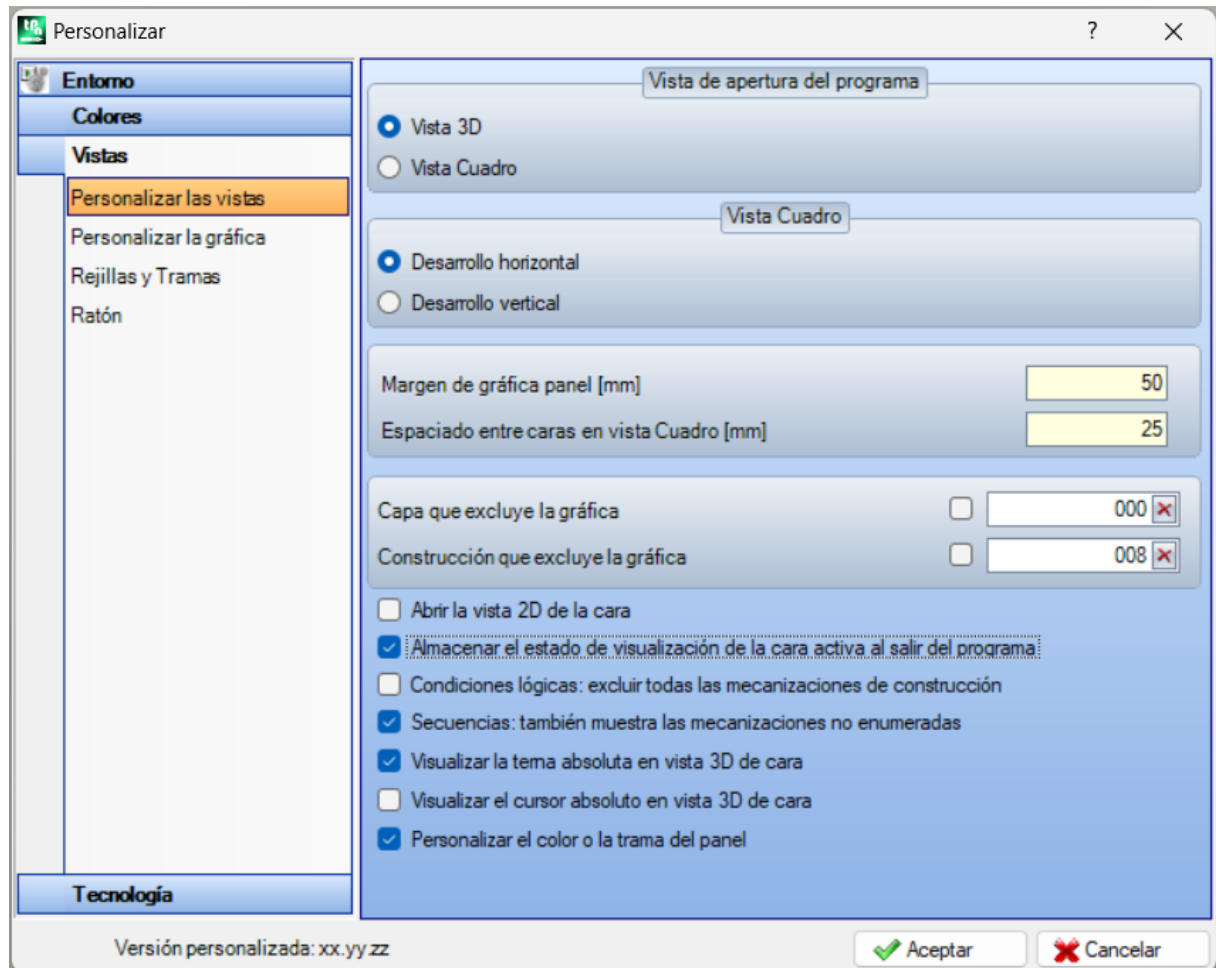 Personalizar
?
Entorno
Colores
Vistas
Personalizar las vistas
Personalizar la gráfica
Rejillas y Tramas
Ratón
Tecnología
Vista de apertura del programa
Vista 3D
Vista Cuadro
Vista Cuadro
Desarrollo horizontal
Desarrollo vertical
Margen de gráfica panel [mm] 50
Espaciado entre caras en vista Cuadro [mm] 25
Capa que excluye la gráfica 000
Construcción que excluye la gráfica 008
Abrir la vista 2D de la cara
Almacenar el estado de visualización de la cara activa al salir del programa
Condiciones lógicas: excluir todas las mecanizaciones de construcción
Secuencias: también muestra las mecanizaciones no enumeradas
Visualizar la terna absoluta en vista 3D de cara
Visualizar el cursor absoluto en vista 3D de cara
Personalizar el color o la trama del panel
Versión personalizada: xx.yy.zz
Aceptar
Cancelar